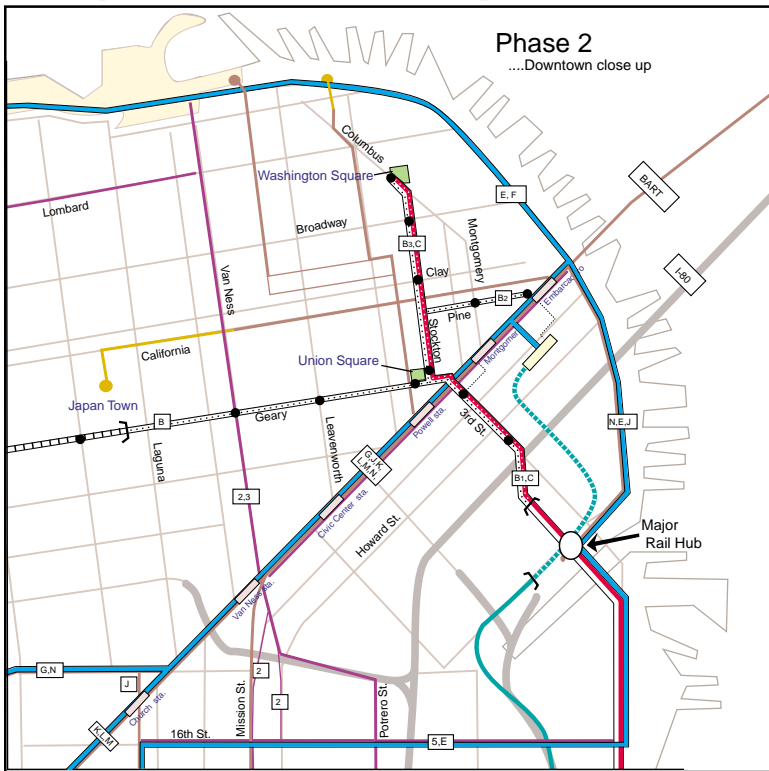 Phase 2
....Downtown close up
Columbus
Washington Square
BART
E, F
Lombard
Broadway
Montgomery
B3,C
I-80
Van Ness
Clay
Embarcadero
B2
Pine
Stockton
California
Montgomery
Union Square
Japan Town
Geary
B
Leavenworth
3rd St.
Powell sta.
N,E,J
Laguna
G,J,K,
L,M,N,
B1,C
2,3
Civic Center sta.
Howard St.
Major
Rail Hub
Van Ness sta.
G,N
J
2
2
Church sta.
Mission St.
Potrero St.
K,L,M
16th St.
5,E